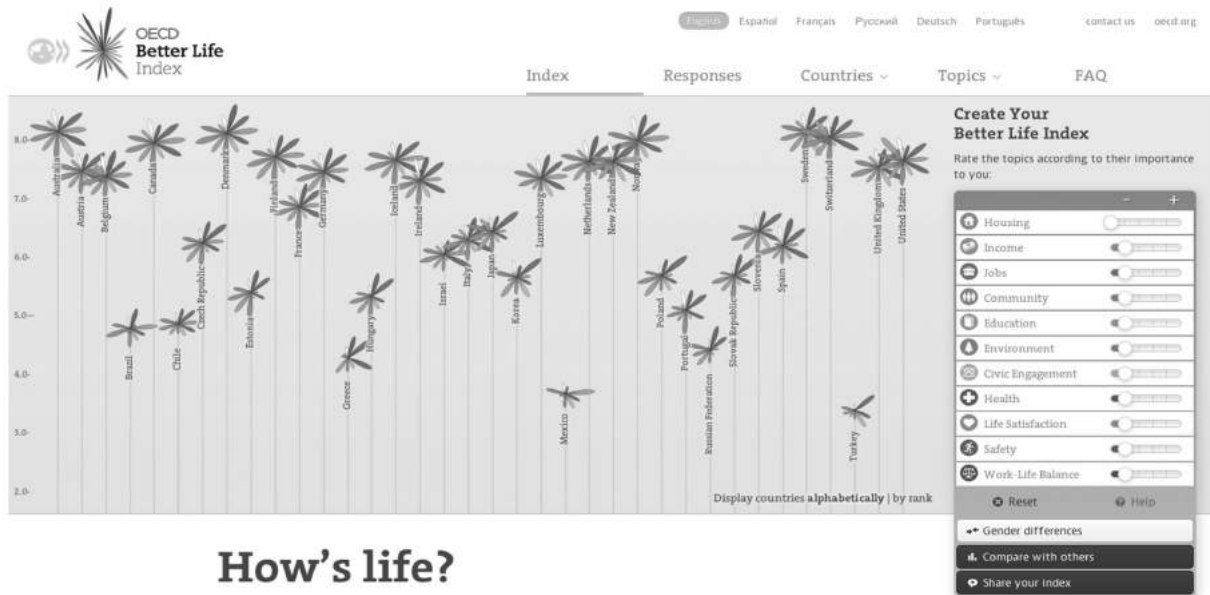 OECD
Better Life
Index
English Español Français Русский Deutsch Português contact us oecd.org
Index Responses Countries Topics FAQ
Create Your
Better Life Index
Rate the topics according to their importance
to you:
- +
Housing
Income
Jobs
Community
Education
Environment
Civic Engagement
Health
Life Satisfaction
Safety
Work-Life Balance
Reset Help
Gender differences
Compare with others
Share your index
8.0-
7.0-
6.0-
5.0-
4.0-
3.0-
2.0-
Australia
Austria
Belgium
Brazil
Canada
Chile
Czech Republic
Denmark
Estonia
Finland
France
Germany
Greece
Hungary
Iceland
Ireland
Israel
Italy
Japan
Korea
Luxembourg
Mexico
Netherlands
New Zealand
Norway
Poland
Portugal
Russian Federation
Slovak Republic
Slovenia
Spain
Sweden
Switzerland
Turkey
United Kingdom
United States
Display countries alphabetically | by rank
How's life?